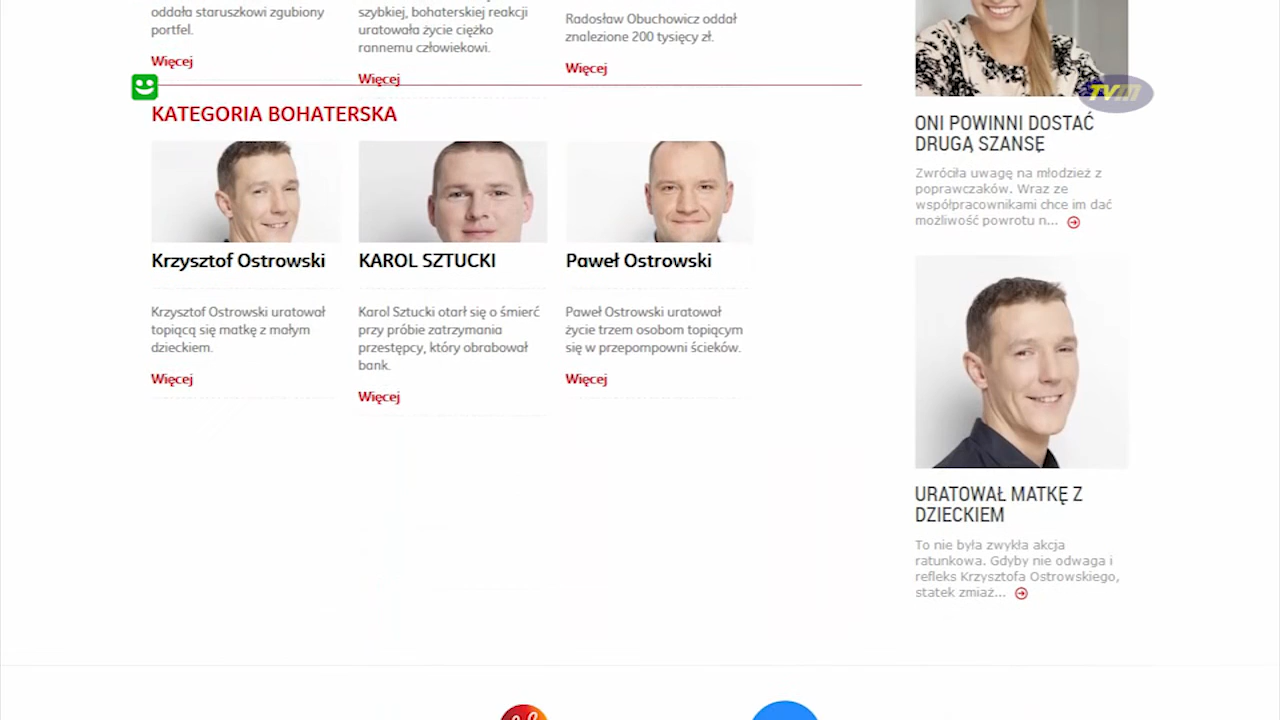 oddała staruszkowi zgubiony
portfel.
Więcej
szybkiej, bohaterskiej reakcji
uratowała życie ciężko
rannemu człowiekowi.
Więcej
Radosław Obuchowicz oddał
znalezione 200 tysięcy zł.
Więcej
KATEGORIA BOHATERSKA
Krzysztof Ostrowski
Krzysztof Ostrowski uratował
topiącą się matkę z małym
dzieckiem.
Więcej
KAROL SZTUCKI
Karol Sztucki otarł się o śmierć
przy próbie zatrzymania
przestępcy, który obrabował
bank.
Więcej
Paweł Ostrowski
Paweł Ostrowski uratował
życie trzem osobom topiącym
się w przepompowni ścieków.
Więcej
TVM
ONI POWINNI DOSTAĆ
DRUGĄ SZANSĘ
Zwróciła uwagę na młodzież z
poprawczaków. Wraz ze
współpracownikami chce im dać
możliwość powrotu n...
URATOWAŁ MATKĘ Z
DZIECKIEM
To nie była zwykła akcja
ratunkowa. Gdyby nie odwaga i
refleks Krzysztofa Ostrowskiego,
statek zmiaż...